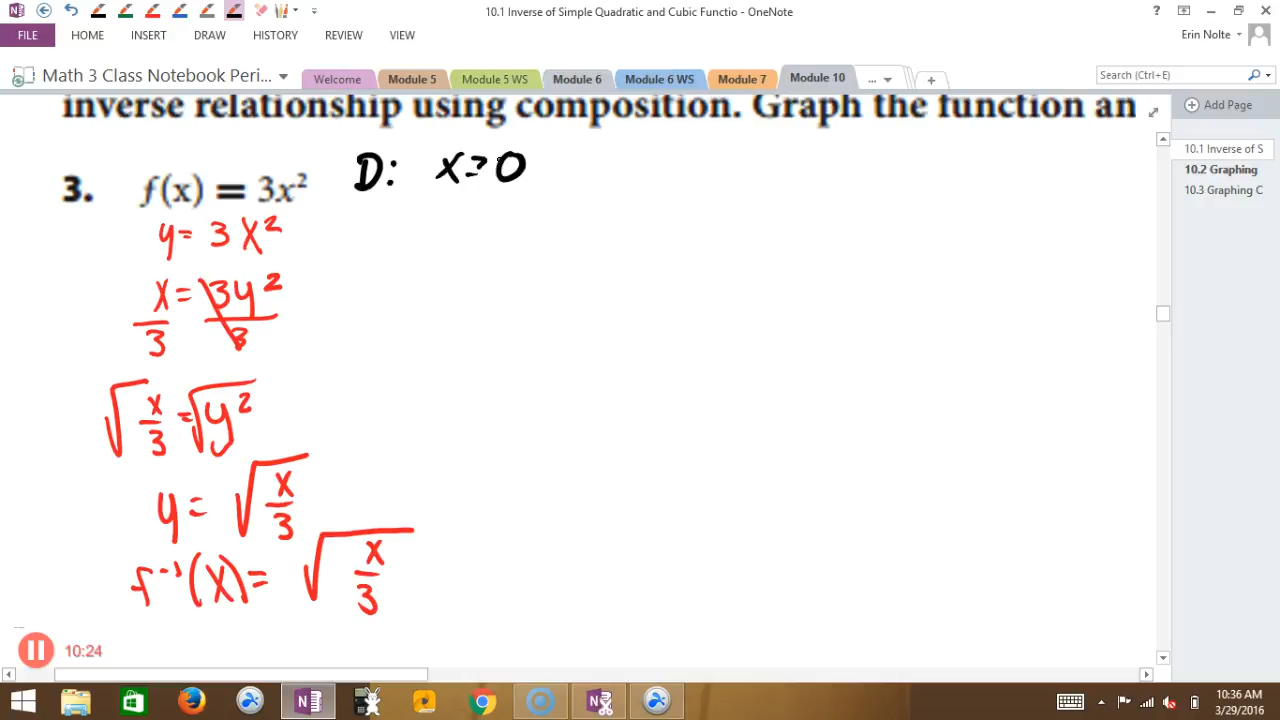 10.1 Inverse of Simple Quadratic and Cubic Functio - OneNote
FILE HOME INSERT DRAW HISTORY REVIEW VIEW
Erin Nolte
Math 3 Class Notebook Peri...
Welcome Module 5 Module 5 WS Module 6 Module 6 WS Module 7 Module 10 ...
Search (Ctrl+E)
inverse relationship using composition. Graph the function an
Add Page
10.1 Inverse of S
10.2 Graphing
10.3 Graphing C
D: x ≥ 0
3. f(x) = 3x²
y = 3x²
x/3 = 3y²/3
√(x/3) = √(y²)
y = √(x/3)
f⁻¹(x) = √(x/3)
10:24
10:36 AM
3/29/2016